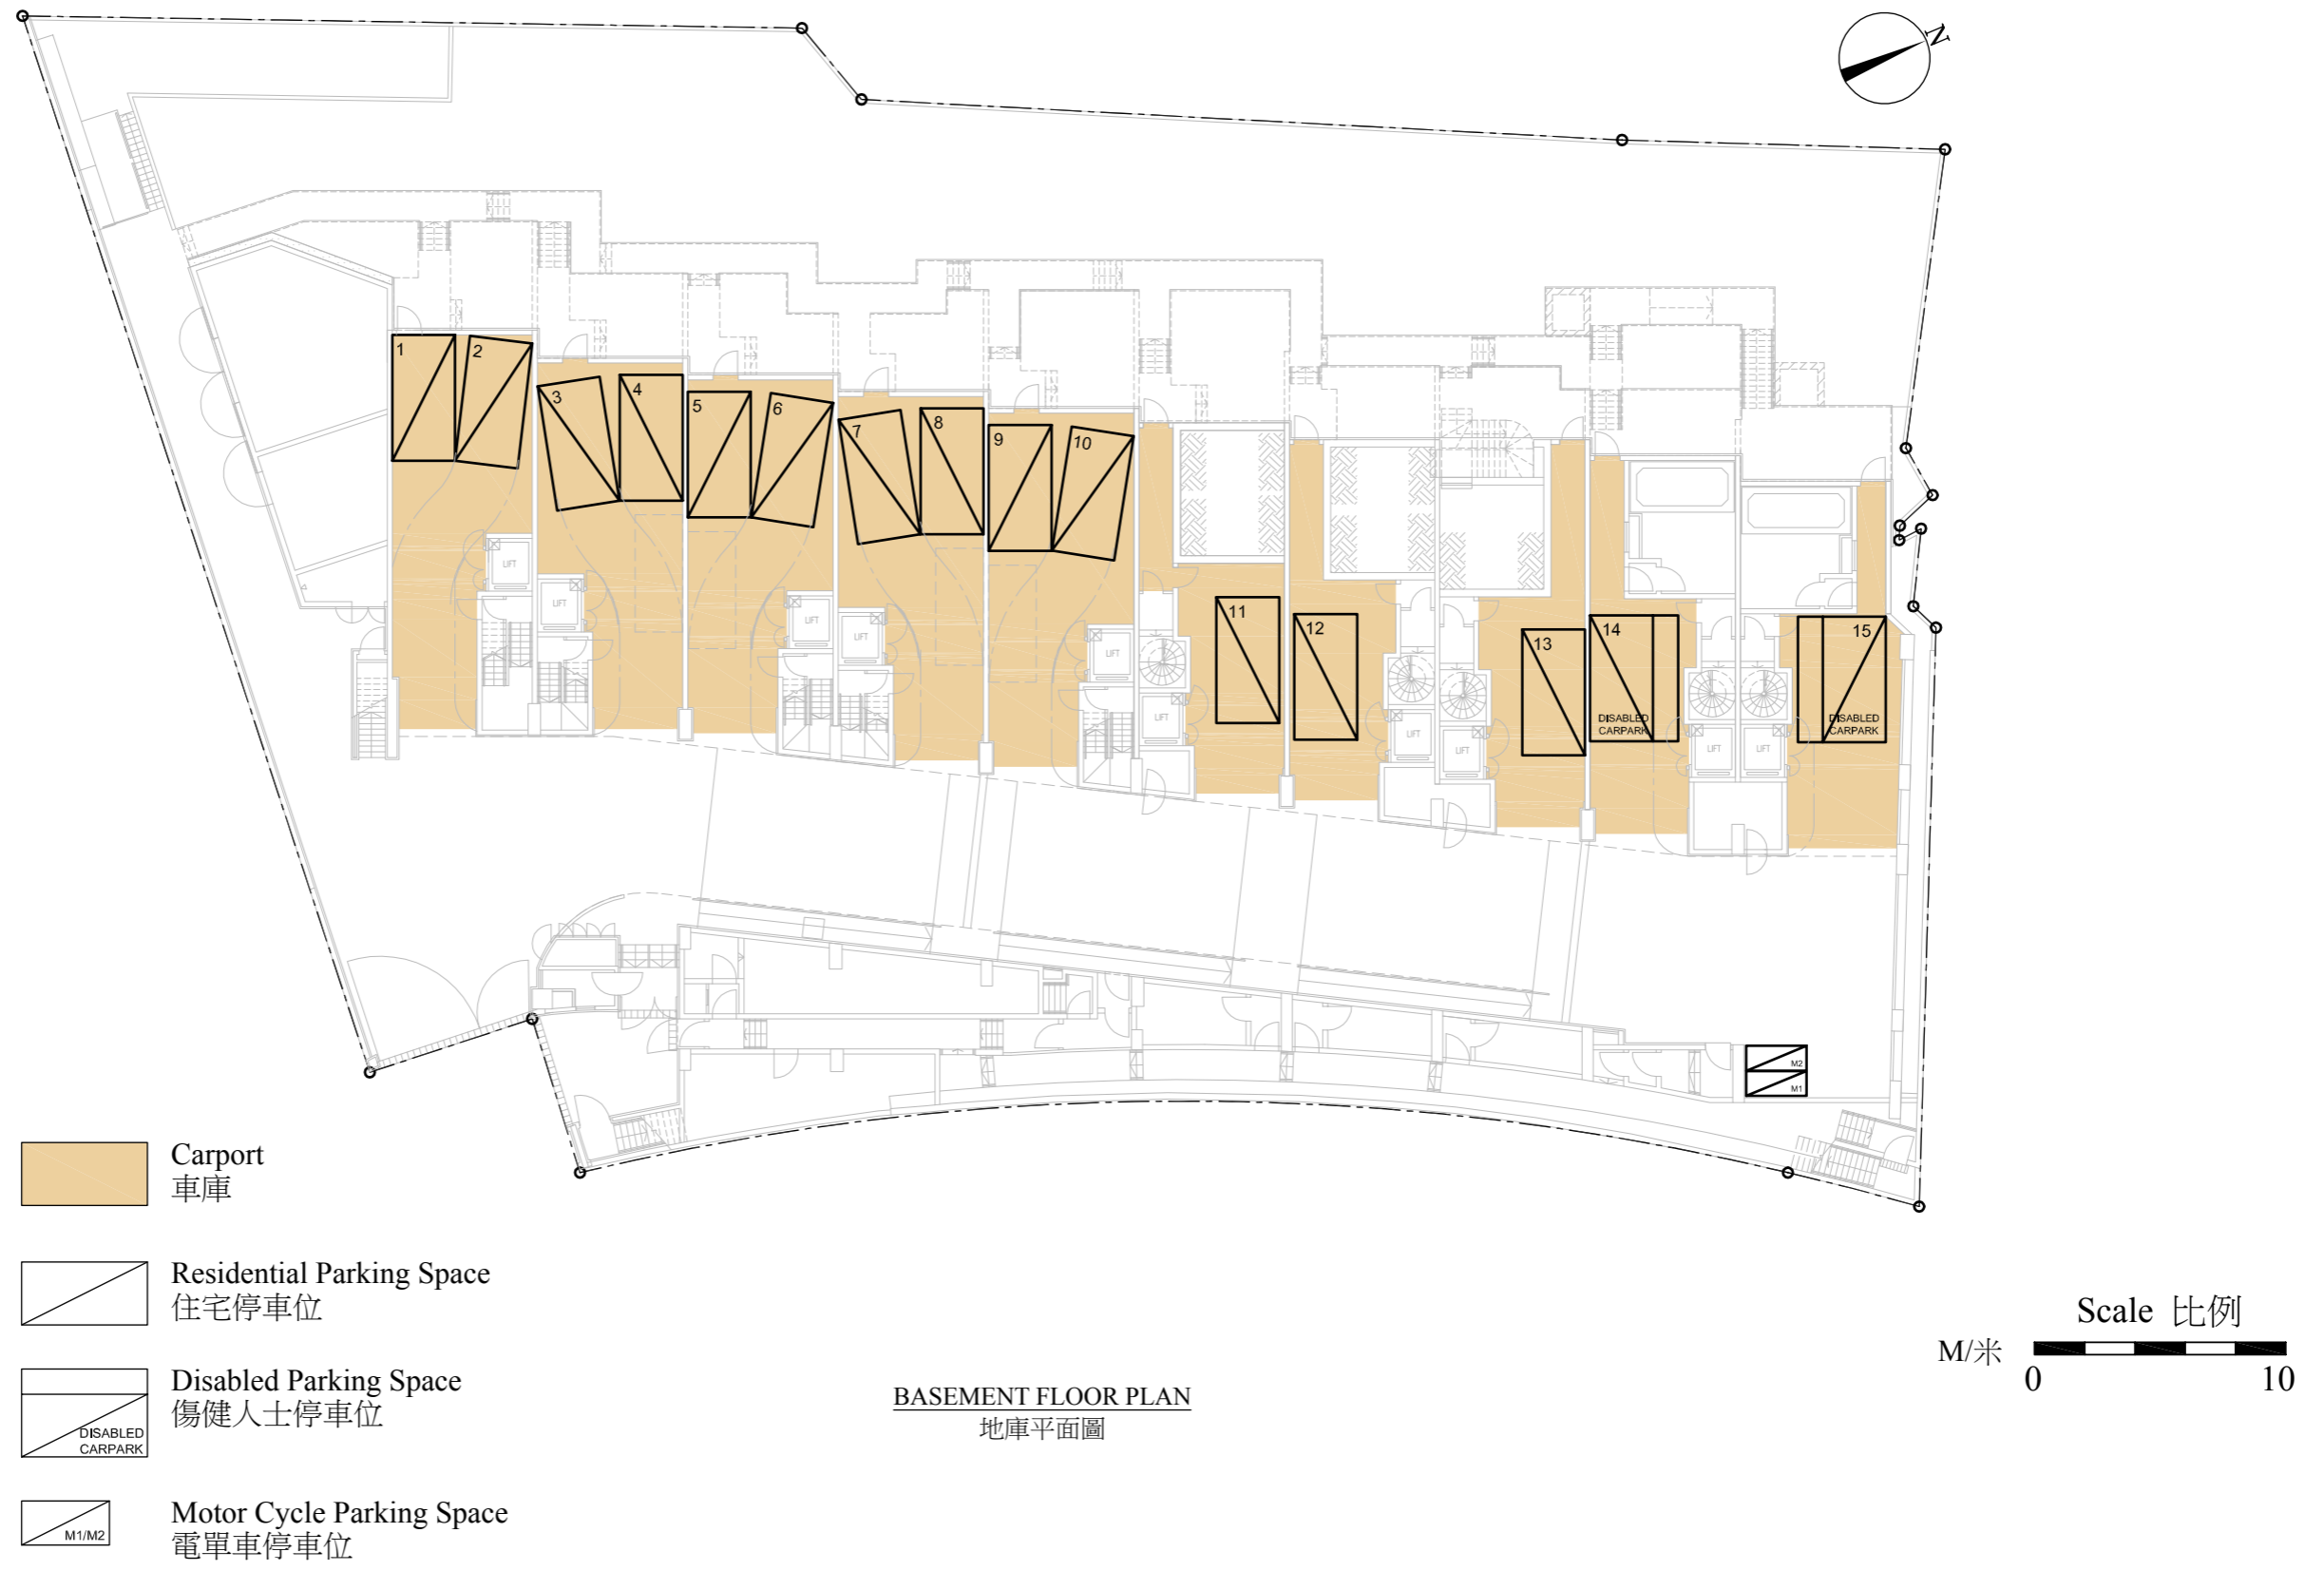 N
1
2
3
4
5
6
7
8
9
10
11
12
13
14
15
LIFT
LIFT
LIFT
LIFT
LIFT
LIFT
LIFT
LIFT
LIFT
LIFT
DISABLED
CARPARK
DISABLED
CARPARK
M2
M1
Carport
車庫
Residential Parking Space
住宅停車位
Disabled Parking Space
傷健人士停車位
DISABLED
CARPARK
Motor Cycle Parking Space
電單車停車位
M1/M2
BASEMENT FLOOR PLAN
地庫平面圖
Scale 比例
M/米
0 10